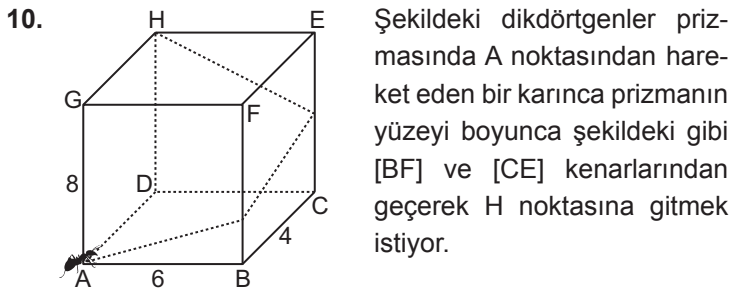 10.
H
E
G
F
8
D
C
4
A
6
B
Şekildeki dikdörtgenler priz-
masında A noktasından hare-
ket eden bir karınca prizmanın
yüzeyi boyunca şekildeki gibi
[BF] ve [CE] kenarlarından
geçerek H noktasına gitmek
istiyor.